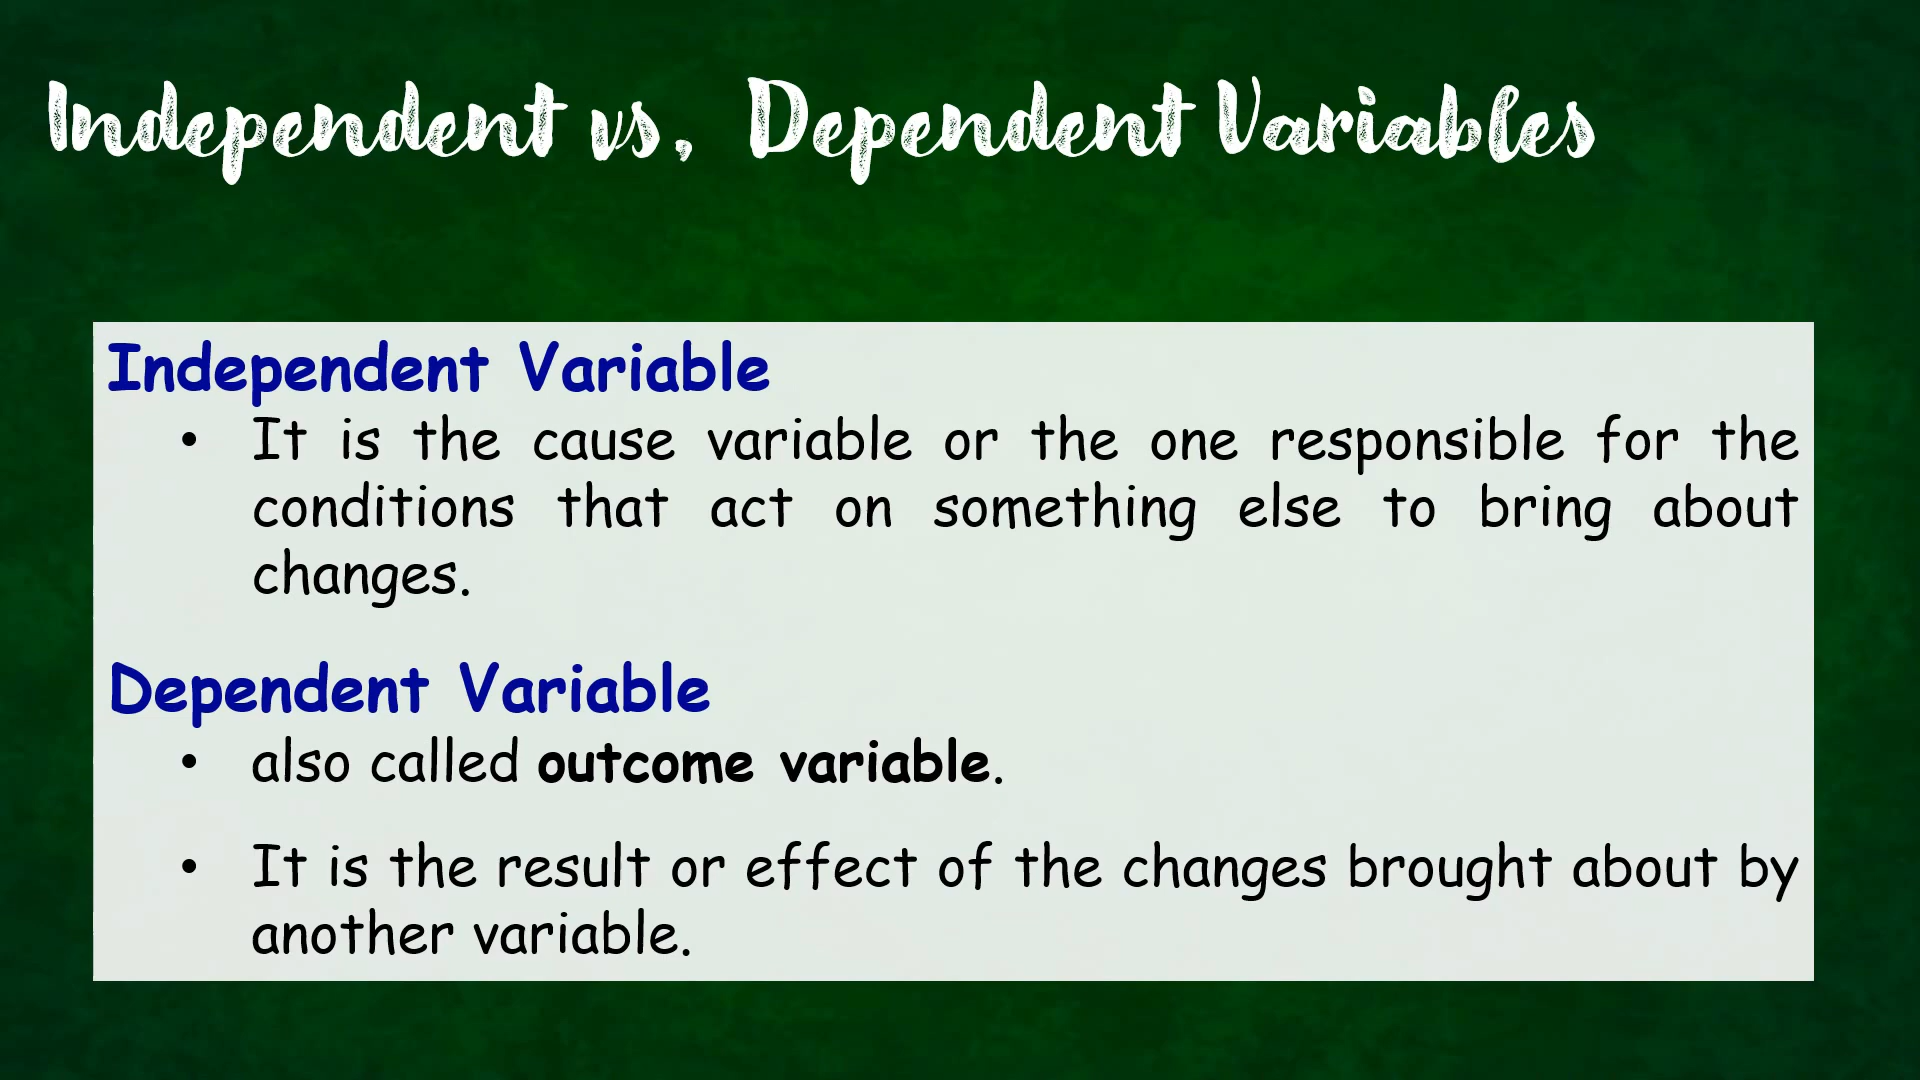 Independent vs. Dependent Variables
Independent Variable
• It is the cause variable or the one responsible for the
conditions that act on something else to bring about
changes.
Dependent Variable
• also called outcome variable.
• It is the result or effect of the changes brought about by
another variable.